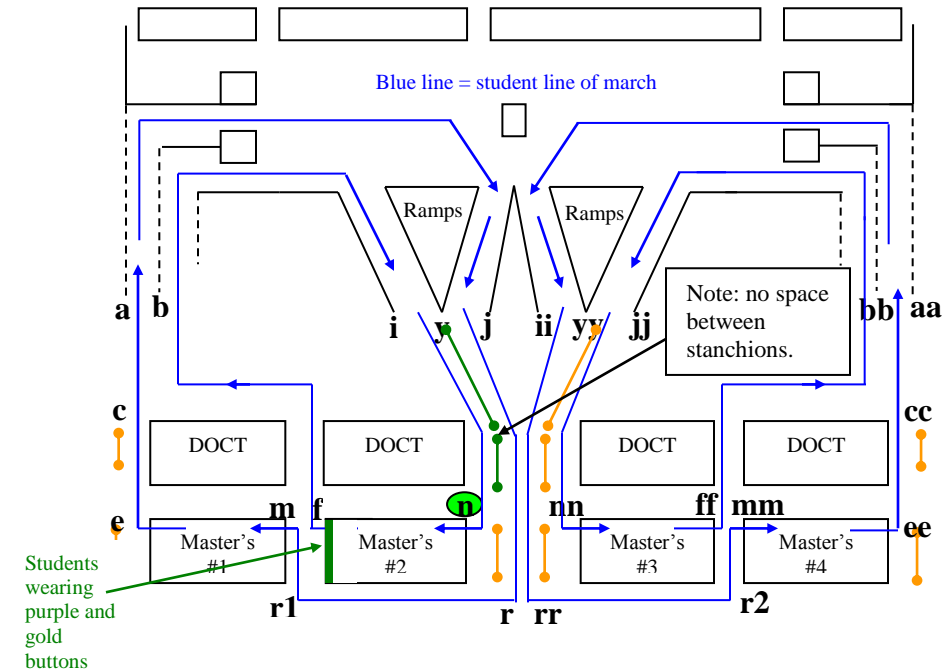 Blue line = student line of march
Ramps
Ramps
Note: no space
between
stanchions.
a
b
i
y
j
ii
yy
jj
bb
aa
c
cc
DOCT
DOCT
DOCT
DOCT
e
m
f
n
nn
ff
mm
ee
Master's
#1
Master's
#2
Master's
#3
Master's
#4
Students
wearing
purple and
gold
buttons
r1
r
rr
r2